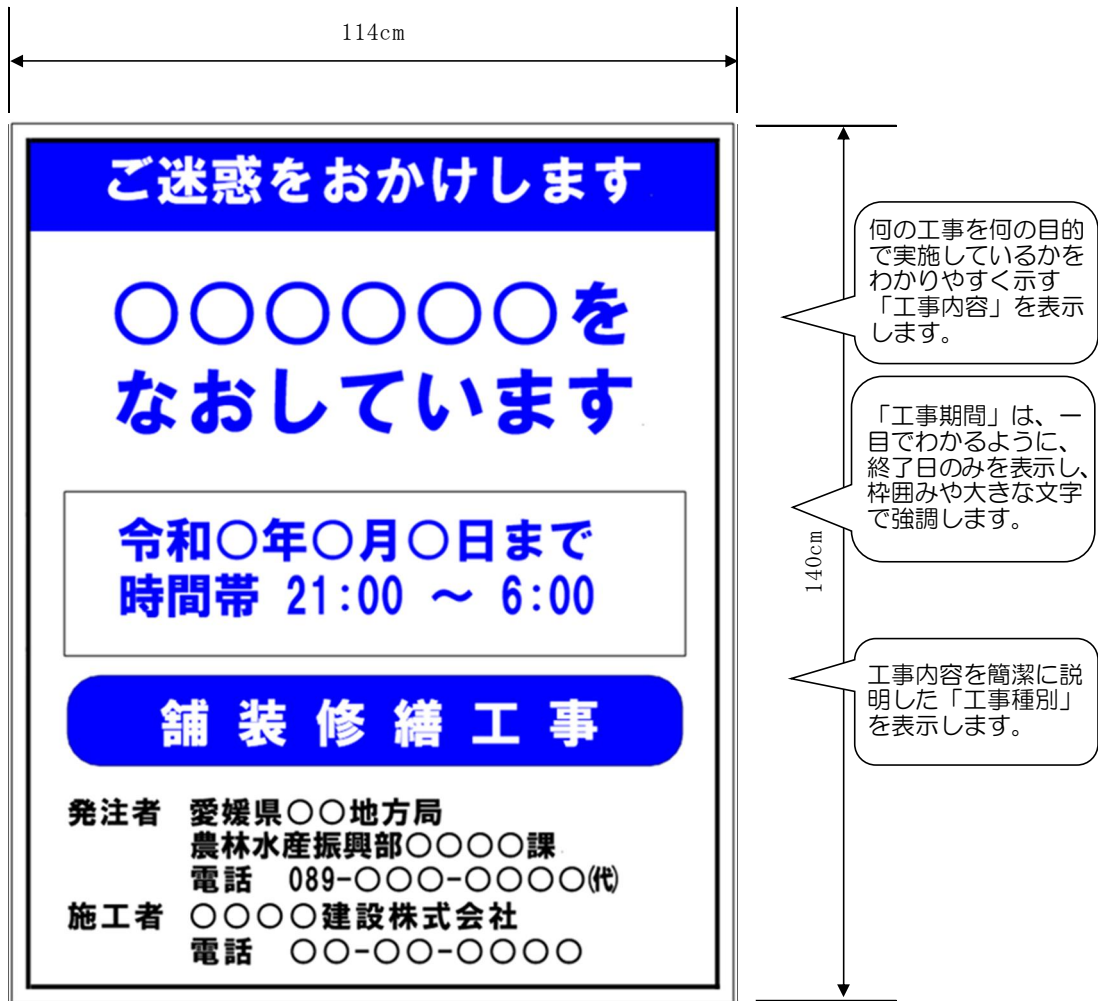 114cm
ご迷惑をおかけします
○○○○○○を
なおしています
令和○年○月○日まで
時間帯 21:00 ～ 6:00
舗装修繕工事
発注者 愛媛県○○地方局
農林水産振興部○○○○課
電話 089-○○○-○○○○㈹
施工者 ○○○○建設株式会社
電話 ○○-○○-○○○○
何の工事を何の目的
で実施しているかを
わかりやすく示す
「工事内容」を表示
します。
「工事期間」は、一
目でわかるように、
終了日のみを表示し、
枠囲みや大きな文字
で強調します。
140cm
工事内容を簡潔に説
明した「工事種別」
を表示します。